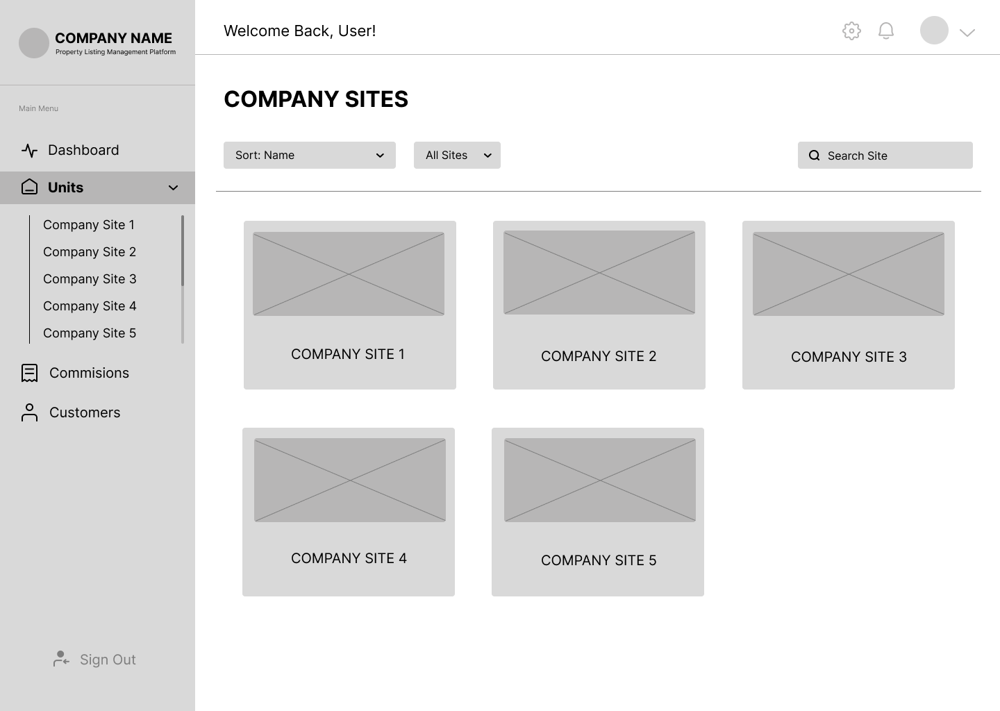 COMPANY NAME
Property Listing Management Platform
Main Menu
Dashboard
Units
Company Site 1
Company Site 2
Company Site 3
Company Site 4
Company Site 5
Commisions
Customers
Sign Out
Welcome Back, User!
COMPANY SITES
Sort: Name
All Sites
Search Site
COMPANY SITE 1
COMPANY SITE 2
COMPANY SITE 3
COMPANY SITE 4
COMPANY SITE 5